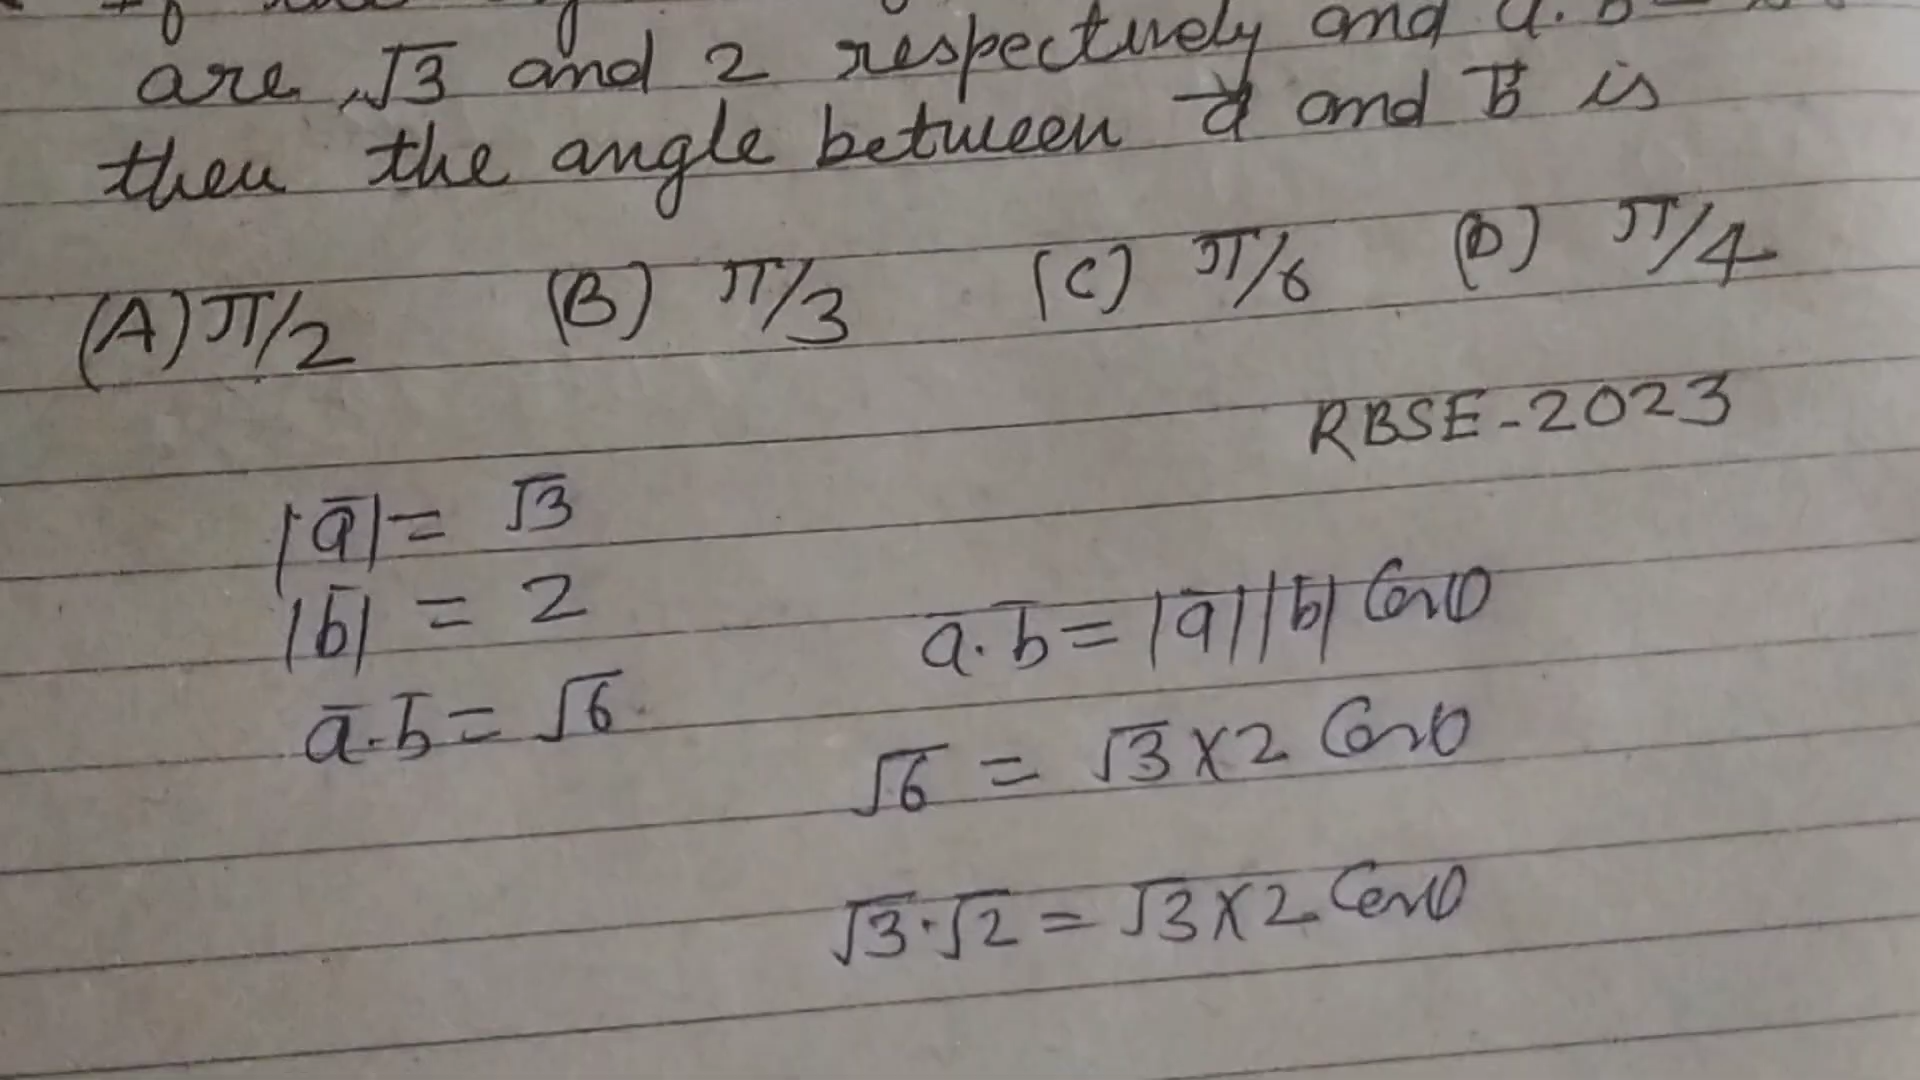 are √3 and 2 respectively and a.b
then the angle between a⃗ and b⃗ is
(A) π/2 (B) π/3 (C) π/6 (D) π/4
RBSE-2023
|a̅| = √3
|b̅| = 2
a̅.b̅ = √6
a̅.b̅ = |a̅||b̅| Cosθ
√6 = √3×2 Cosθ
√3.√2 = √3×2 Cosθ